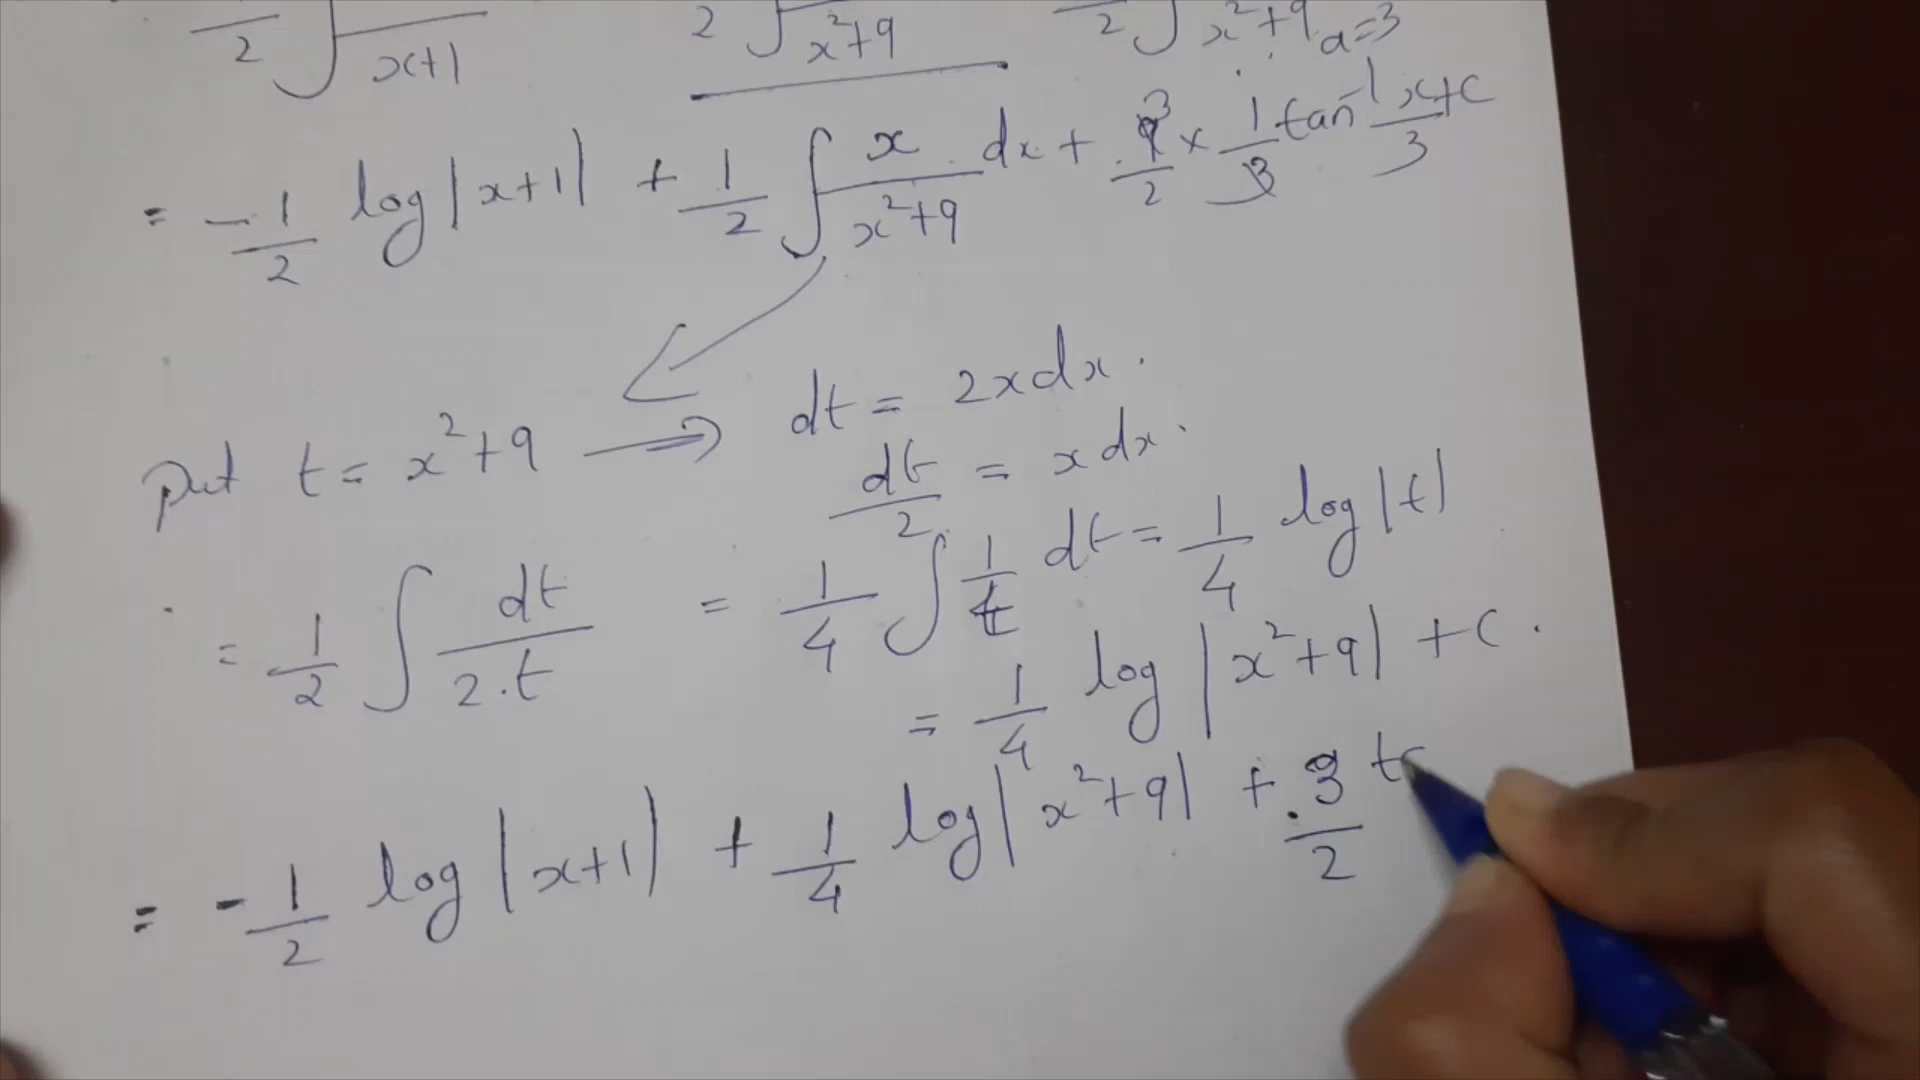 2 ∫ x+1 2 ∫ x²+9 2 ∫ x²+9 a=3
= -1/2 log|x+1| + 1/2 ∫ x/x²+9 dx + 9/2 3 × 1/3 tan⁻¹ x/3 + C
put t = x²+9 ⟹ dt = 2x dx.
dt/2 = x dx.
= 1/2 ∫ dt/2.t = 1/4 ∫ 1/t dt = 1/4 log|t|
= 1/4 log|x²+9| + C.
= -1/2 log|x+1| + 1/4 log|x²+9| + 3/2 t